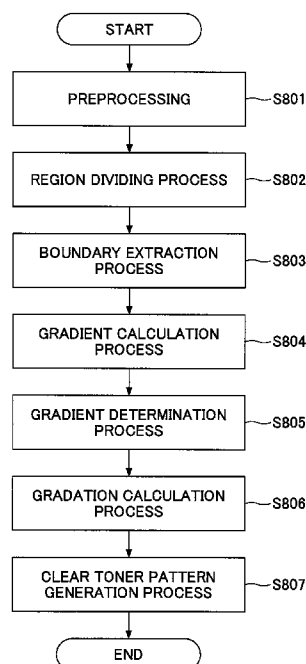 START
PREPROCESSING
S801
REGION DIVIDING PROCESS
S802
BOUNDARY EXTRACTION
PROCESS
S803
GRADIENT CALCULATION
PROCESS
S804
GRADIENT DETERMINATION
PROCESS
S805
GRADATION CALCULATION
PROCESS
S806
CLEAR TONER PATTERN
GENERATION PROCESS
S807
END